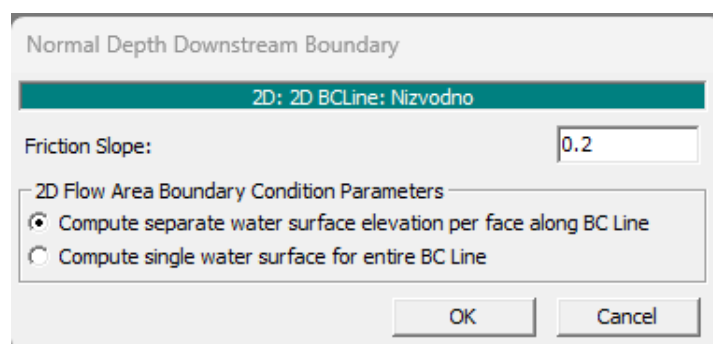 Normal Depth Downstream Boundary
2D: 2D BCLine: Nizvodno
Friction Slope:
0.2
2D Flow Area Boundary Condition Parameters
Compute separate water surface elevation per face along BC Line
Compute single water surface for entire BC Line
OK
Cancel